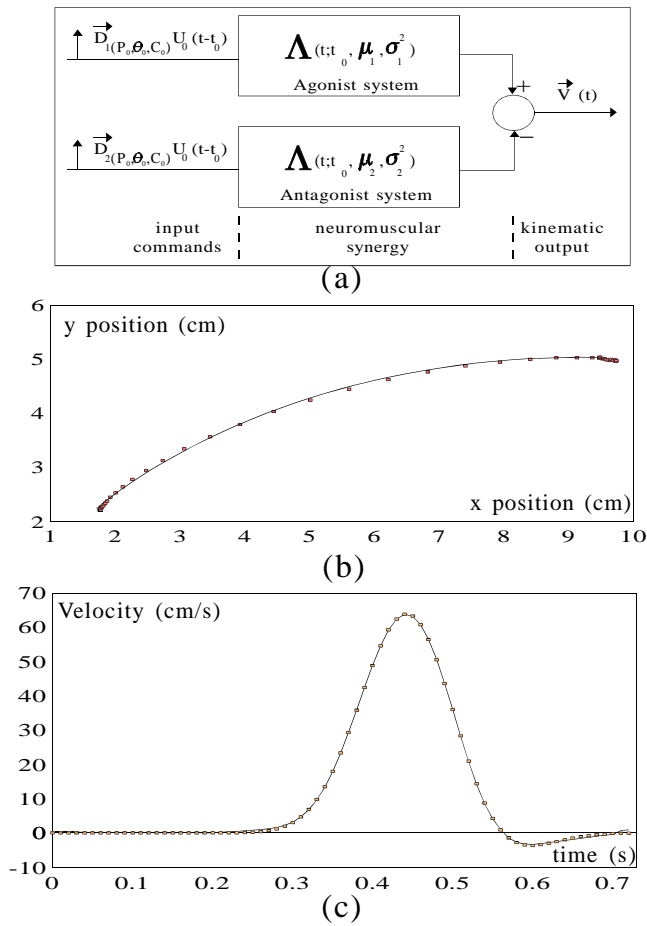 D₁(P₀,θ₀,C₀) U₀ (t-t₀)
Λ (t;t₀, μ₁, σ₁²)
Agonist system
+
V (t)
−
D₂(P₀,θ₀,C₀) U₀ (t-t₀)
Λ (t;t₀, μ₂, σ₂²)
Antagonist system
input commands
neuromuscular synergy
kinematic output
(a)
6
y position (cm)
5
4
3
2
x position (cm)
1 2 3 4 5 6 7 8 9 10
(b)
70
Velocity (cm/s)
60
50
40
30
20
10
0
-10
time (s)
0 0.1 0.2 0.3 0.4 0.5 0.6 0.7
(c)